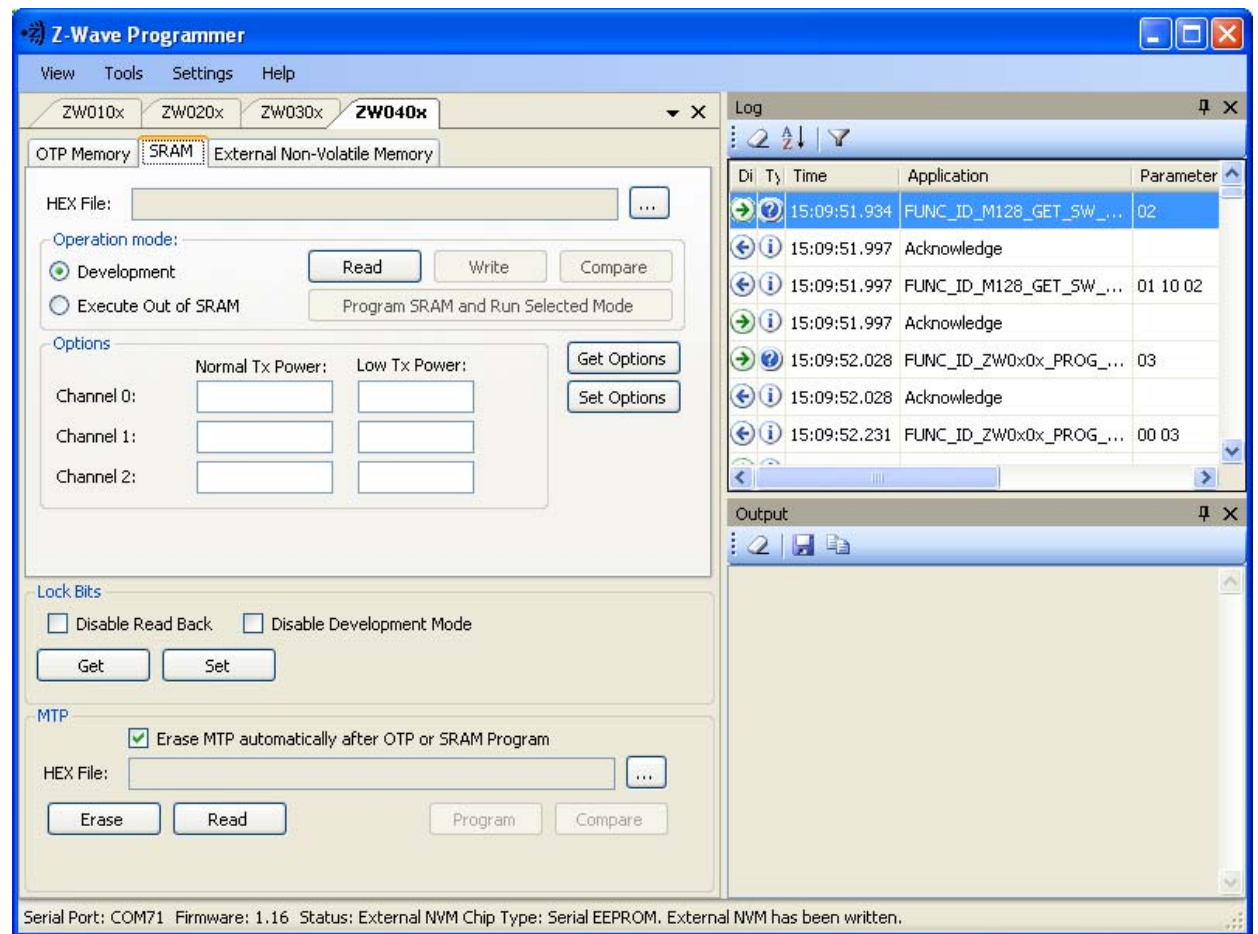 Z-Wave Programmer
View Tools Settings Help
ZW010x ZW020x ZW030x ZW040x
OTP Memory SRAM External Non-Volatile Memory
HEX File: ...
Operation mode:
Development Read Write Compare
Execute Out of SRAM Program SRAM and Run Selected Mode
Options
Normal Tx Power: Low Tx Power: Get Options
Channel 0: Set Options
Channel 1:
Channel 2:
Lock Bits
Disable Read Back Disable Development Mode
Get Set
MTP
Erase MTP automatically after OTP or SRAM Program
HEX File: ...
Erase Read Program Compare
Log
Di Ty Time Application Parameter
15:09:51.934 FUNC_ID_M128_GET_SW_... 02
15:09:51.997 Acknowledge
15:09:51.997 FUNC_ID_M128_GET_SW_... 01 10 02
15:09:51.997 Acknowledge
15:09:52.028 FUNC_ID_ZW0x0x_PROG_... 03
15:09:52.028 Acknowledge
15:09:52.231 FUNC_ID_ZW0x0x_PROG_... 00 03
Output
Serial Port: COM71 Firmware: 1.16 Status: External NVM Chip Type: Serial EEPROM. External NVM has been written.